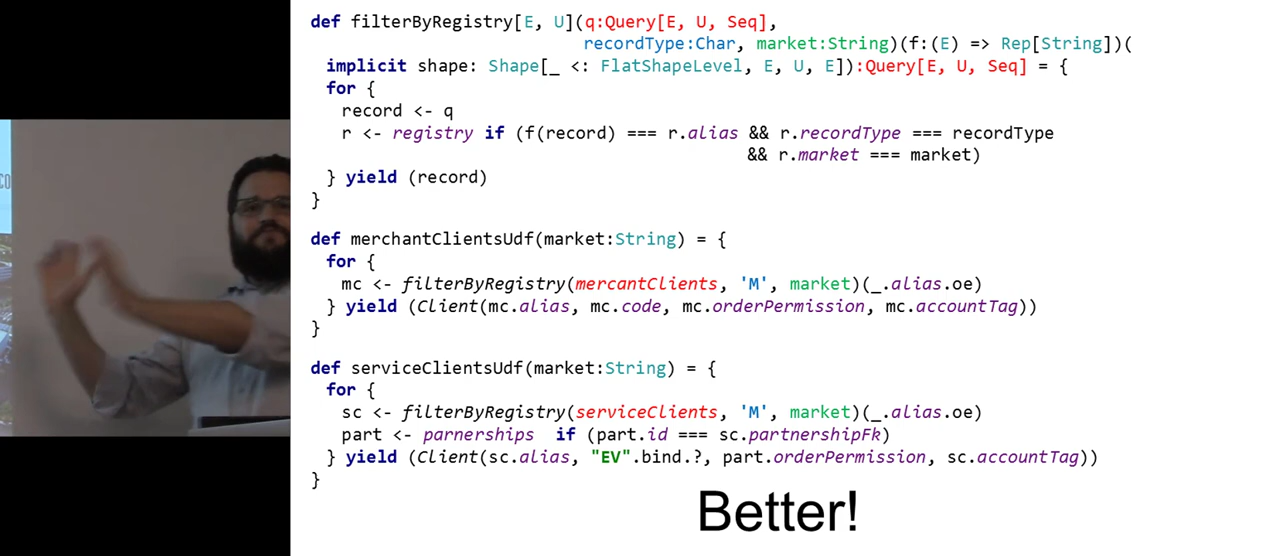 def filterByRegistry[E, U](q:Query[E, U, Seq],
recordType:Char, market:String)(f:(E) => Rep[String])(
implicit shape: Shape[_ <: FlatShapeLevel, E, U, E]):Query[E, U, Seq] = {
for {
record <- q
r <- registry if (f(record) === r.alias && r.recordType === recordType
&& r.market === market)
} yield (record)
}
def merchantClientsUdf(market:String) = {
for {
mc <- filterByRegistry(mercantClients, 'M', market)(_.alias.oe)
} yield (Client(mc.alias, mc.code, mc.orderPermission, mc.accountTag))
}
def serviceClientsUdf(market:String) = {
for {
sc <- filterByRegistry(serviceClients, 'M', market)(_.alias.oe)
part <- parnerships if (part.id === sc.partnershipFk)
} yield (Client(sc.alias, "EV".bind.?, part.orderPermission, sc.accountTag))
}
Better!